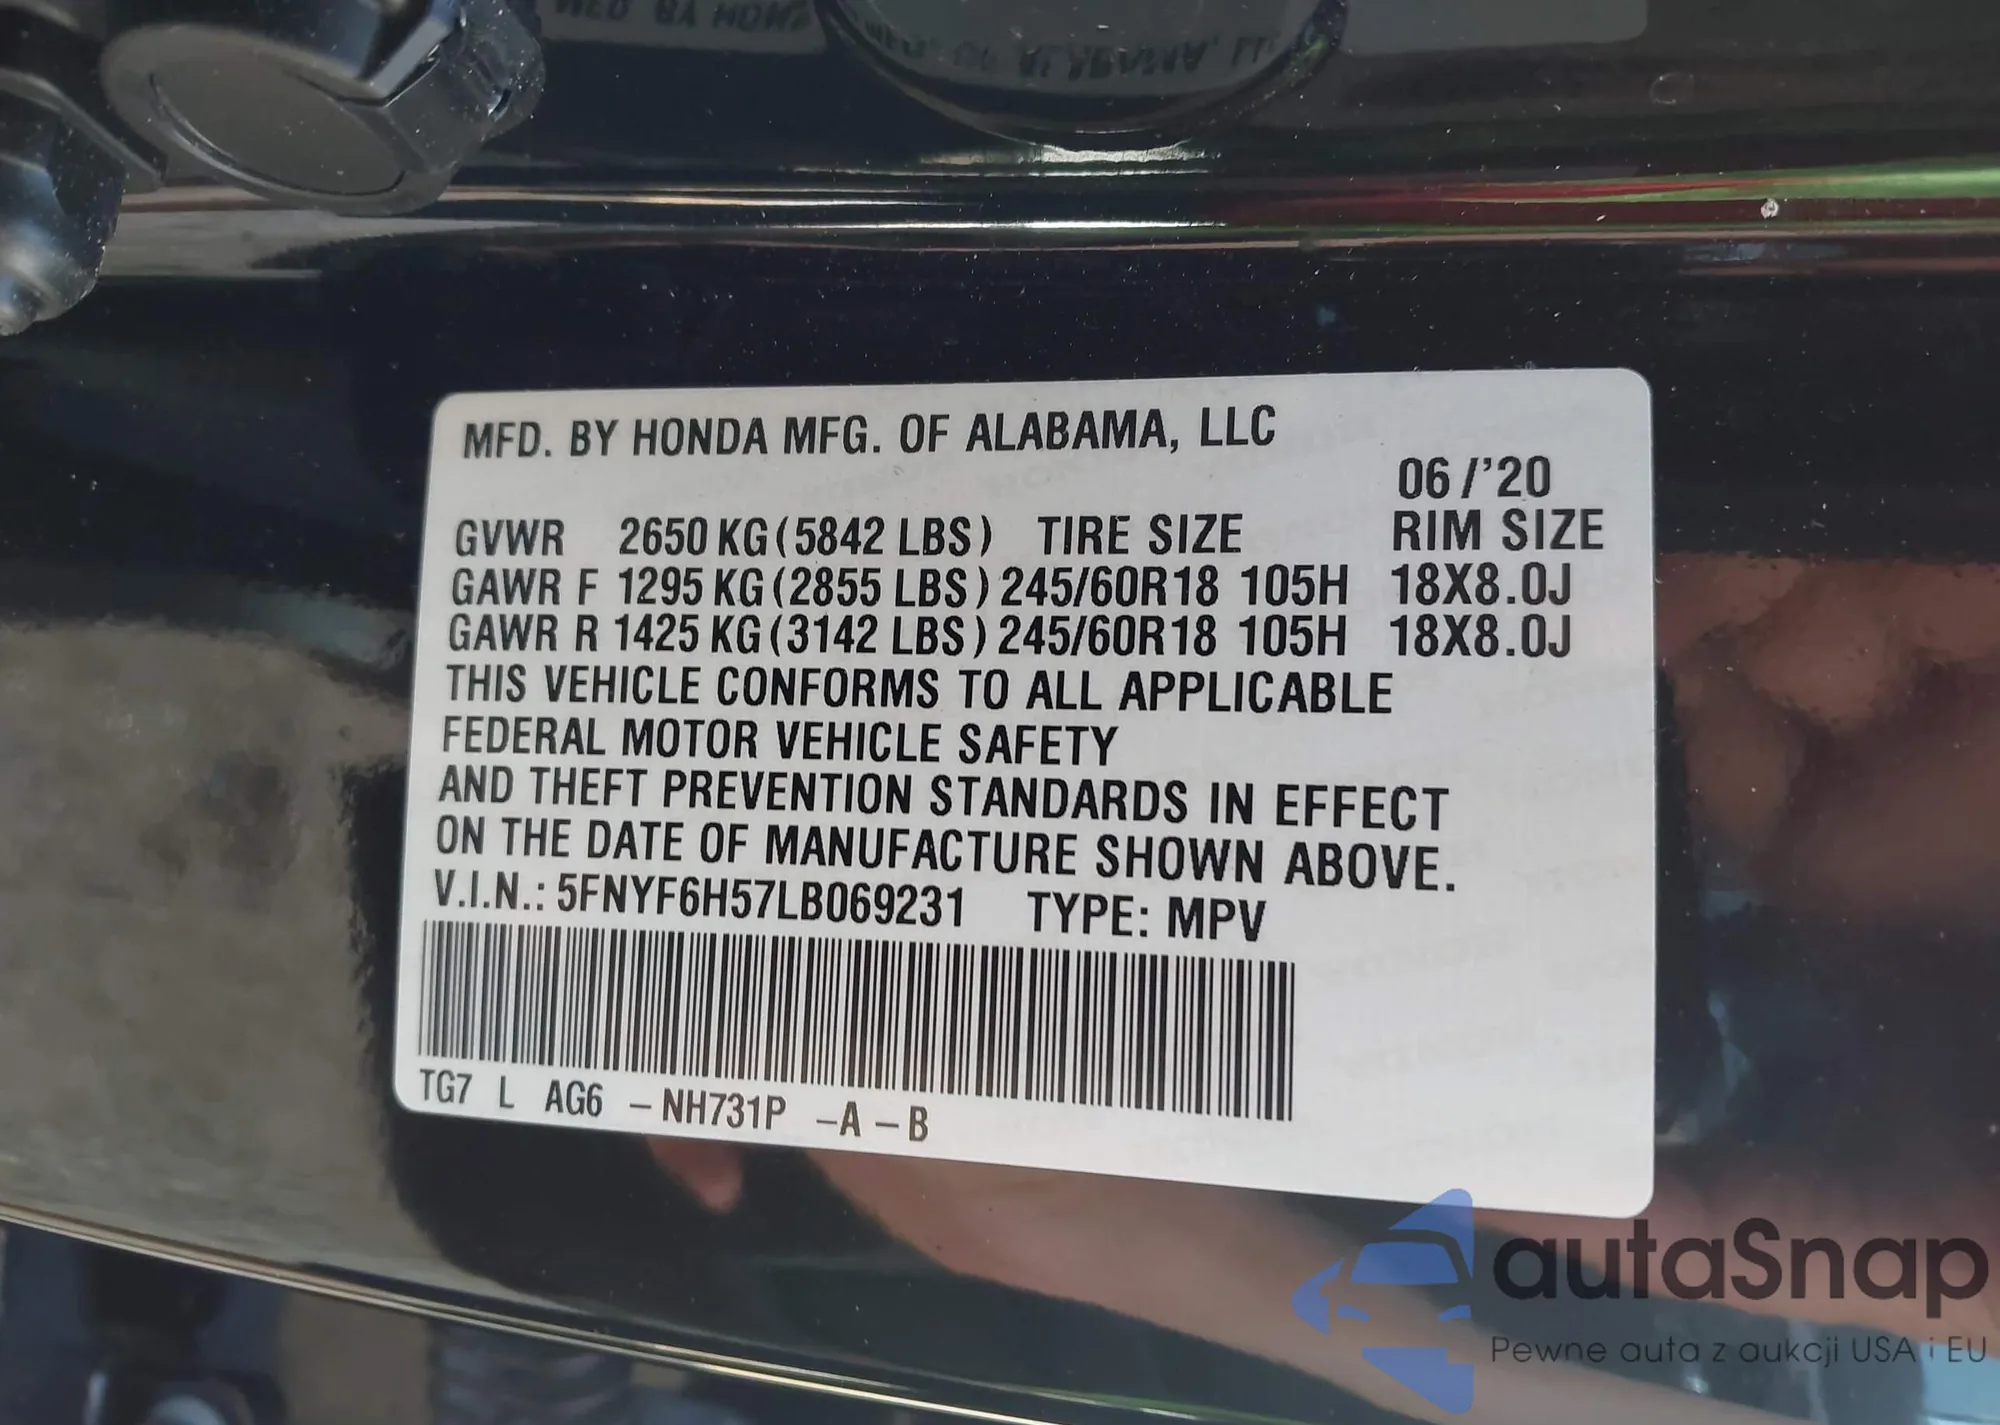 MFD. BY HONDA MFG. OF ALABAMA, LLC
06/'20
GVWR 2650 KG (5842 LBS) TIRE SIZE RIM SIZE
GAWR F 1295 KG (2855 LBS) 245/60R18 105H 18X8.0J
GAWR R 1425 KG (3142 LBS) 245/60R18 105H 18X8.0J
THIS VEHICLE CONFORMS TO ALL APPLICABLE
FEDERAL MOTOR VEHICLE SAFETY
AND THEFT PREVENTION STANDARDS IN EFFECT
ON THE DATE OF MANUFACTURE SHOWN ABOVE.
V.I.N.: 5FNYF6H57LB069231 TYPE: MPV
TG7 L AG6 – NH731P – A – B
autaSnap
Pewne auta z aukcji USA i EU